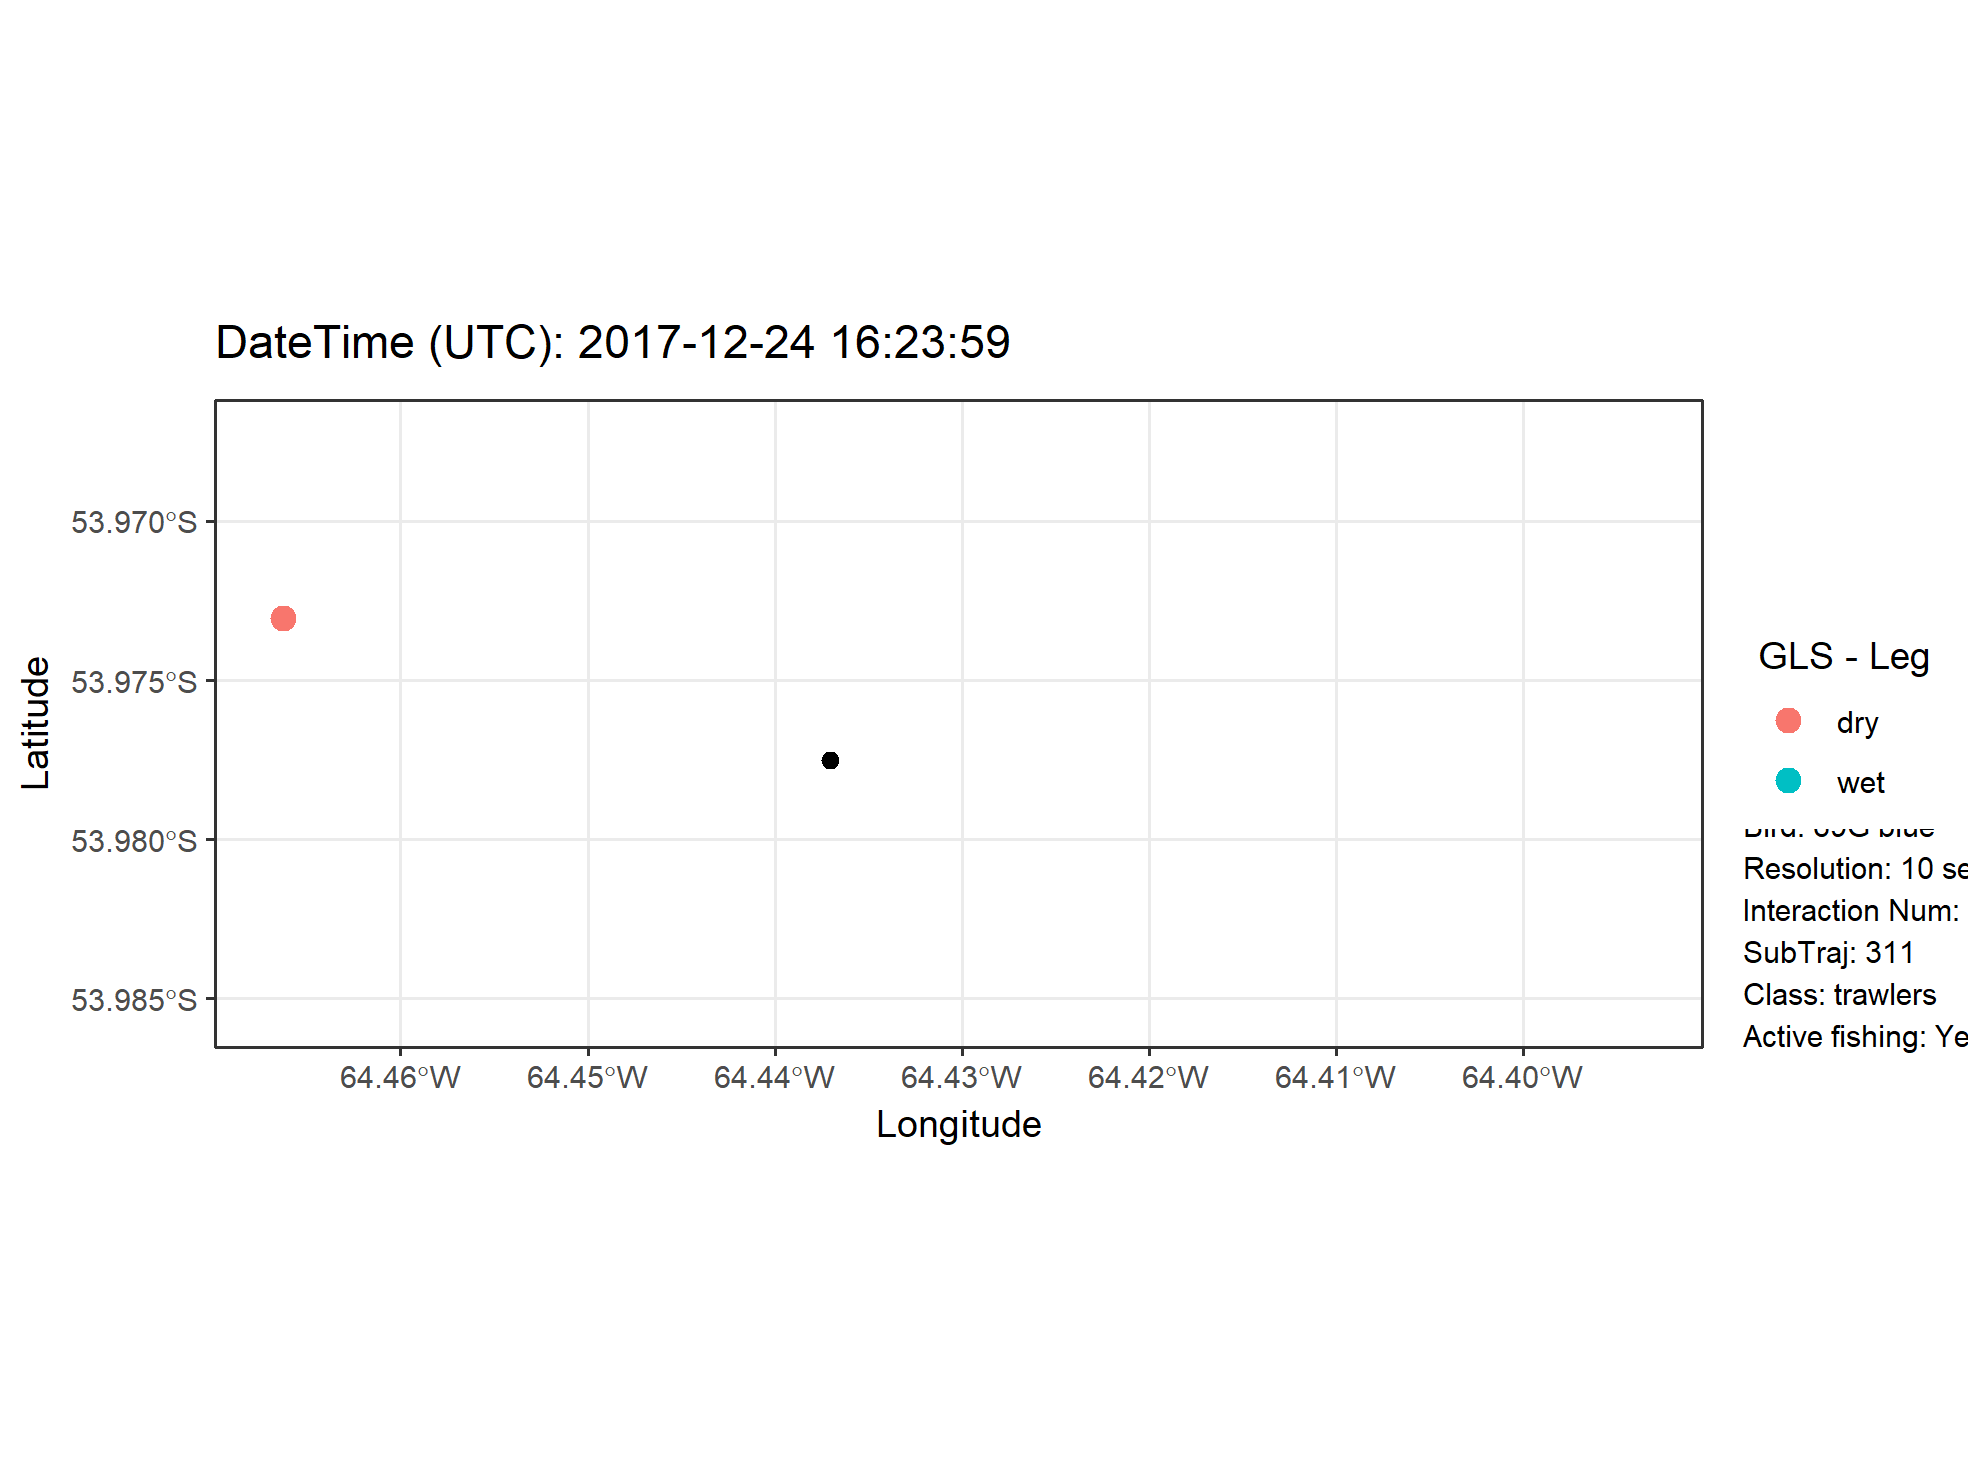 DateTime (UTC): 2017-12-24 16:23:59
53.970°S
53.975°S
53.980°S
53.985°S
Latitude
64.46°W
64.45°W
64.44°W
64.43°W
64.42°W
64.41°W
64.40°W
Longitude
GLS - Leg
dry
wet
Bird: blue
Resolution: 10
Interaction Num:
SubTraj: 311
Class: trawlers
Active fishing: